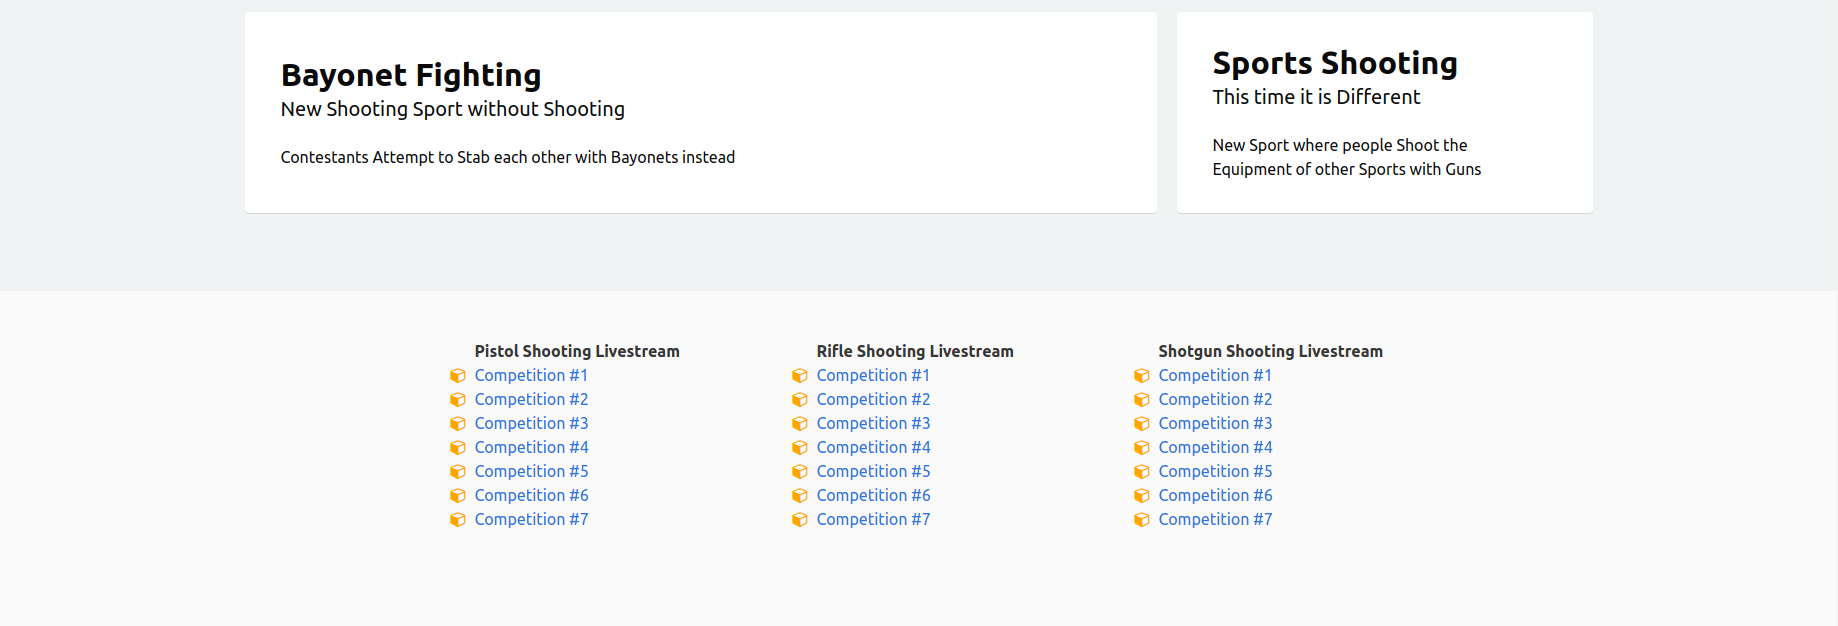 Bayonet Fighting
New Shooting Sport without Shooting
Contestants Attempt to Stab each other with Bayonets instead
Sports Shooting
This time it is Different
New Sport where people Shoot the
Equipment of other Sports with Guns
Pistol Shooting Livestream
Competition #1
Competition #2
Competition #3
Competition #4
Competition #5
Competition #6
Competition #7
Rifle Shooting Livestream
Competition #1
Competition #2
Competition #3
Competition #4
Competition #5
Competition #6
Competition #7
Shotgun Shooting Livestream
Competition #1
Competition #2
Competition #3
Competition #4
Competition #5
Competition #6
Competition #7